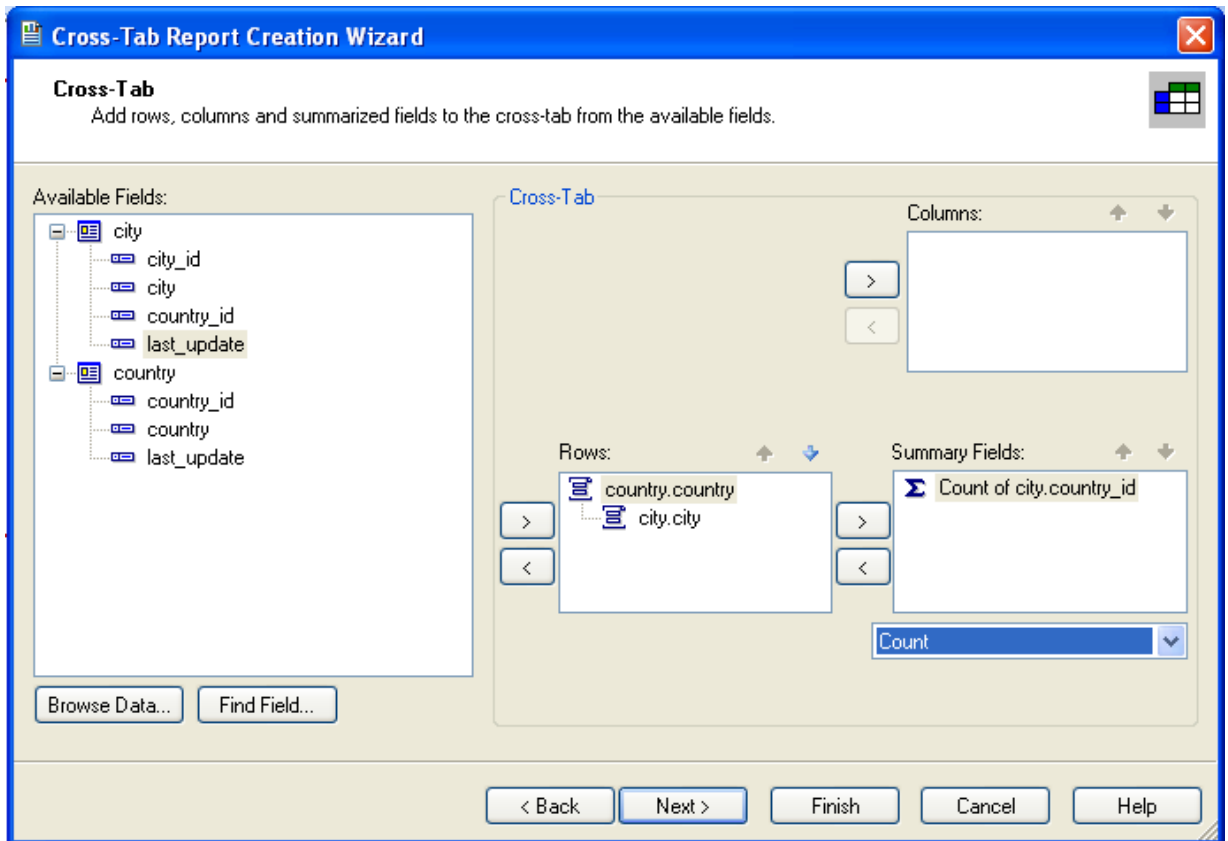 Cross-Tab Report Creation Wizard
Cross-Tab
Add rows, columns and summarized fields to the cross-tab from the available fields.
Available Fields:
city
city_id
city
country_id
last_update
country
country_id
country
last_update
Browse Data...
Find Field...
Cross-Tab
Columns:
>
<
Rows:
country.country
city.city
>
<
Summary Fields:
Σ Count of city.country_id
>
<
Count
< Back
Next >
Finish
Cancel
Help